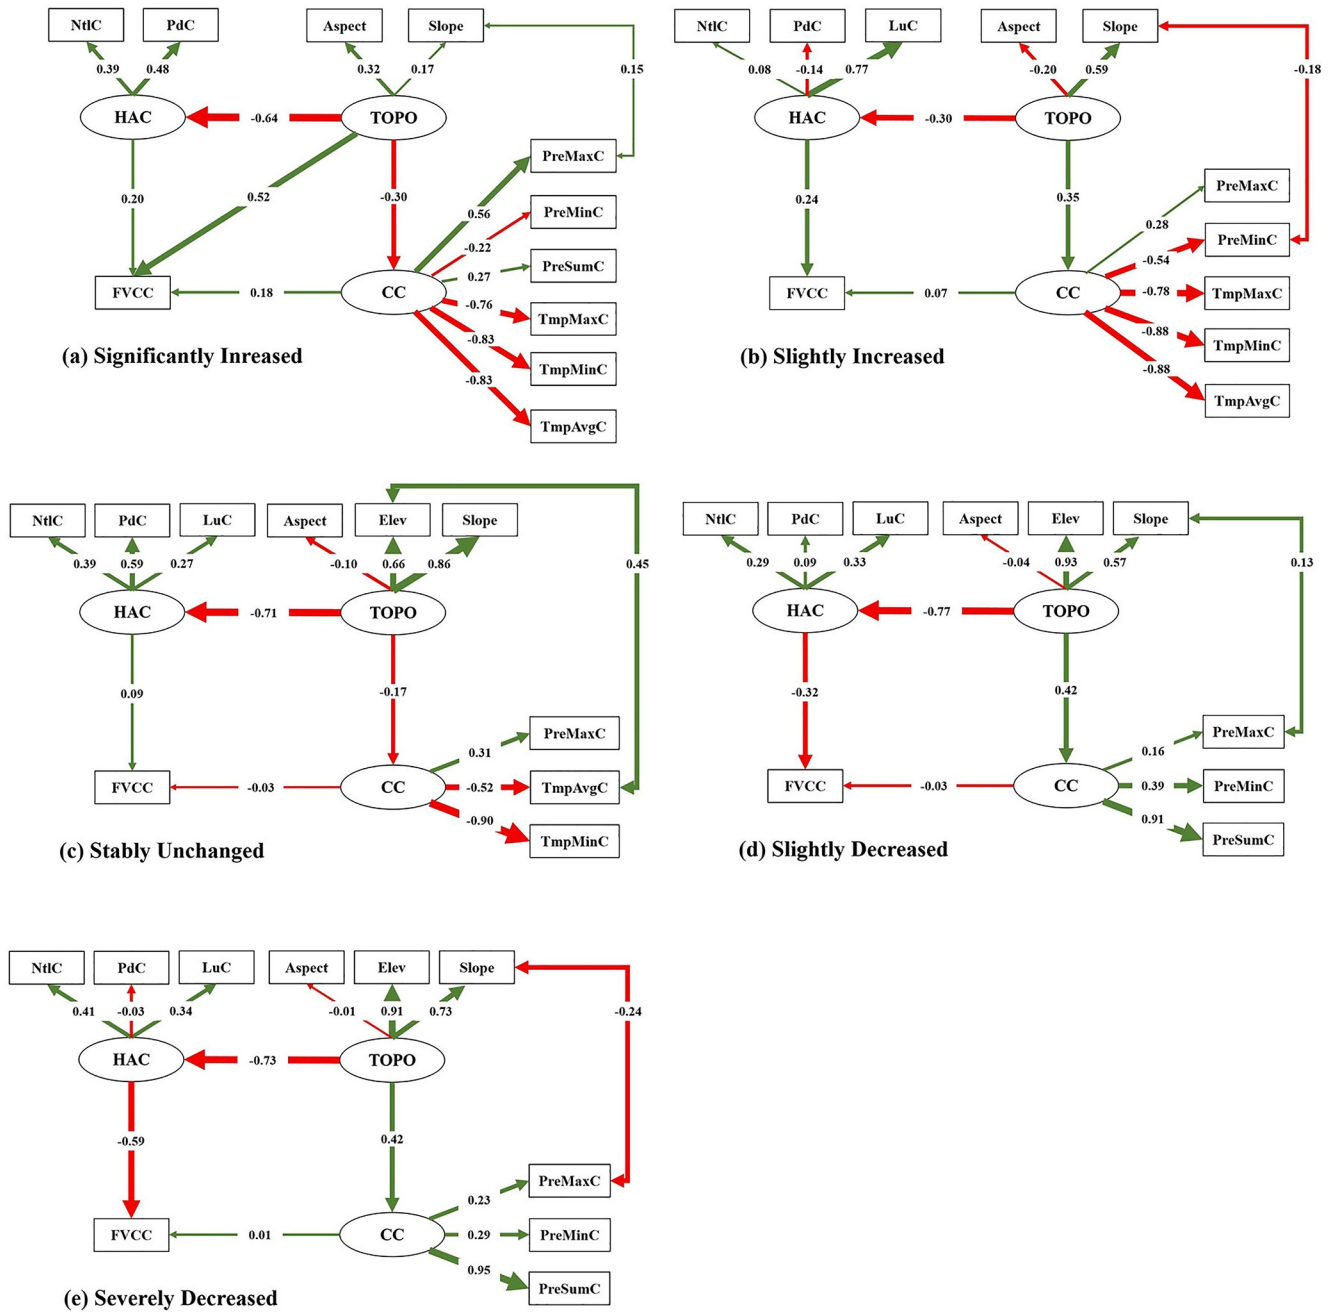 NtlC PdC Aspect Slope
0.39 0.48 0.32 0.17 0.15
HAC -0.64 TOPO
PreMaxC
0.20 0.52 -0.30 0.56
PreMinC
-0.22
PreSumC
0.27
FVCC 0.18 CC
-0.76
TmpMaxC
-0.83
TmpMinC
-0.83
TmpAvgC
(a) Significantly Inreased
NtlC PdC LuC Aspect Slope
0.08 -0.14 0.77 -0.20 0.59 -0.18
HAC -0.30 TOPO
PreMaxC
0.24 0.35 0.28
PreMinC
-0.54
FVCC 0.07 CC -0.78 TmpMaxC
-0.88
TmpMinC
-0.88
TmpAvgC
(b) Slightly Increased
NtlC PdC LuC Aspect Elev Slope
0.39 0.59 0.27 -0.10 0.66 0.86 0.45
HAC -0.71 TOPO
0.09 -0.17
PreMaxC
0.31
FVCC -0.03 CC -0.52 TmpAvgC
-0.90
TmpMinC
(c) Stably Unchanged
NtlC PdC LuC Aspect Elev Slope
0.29 0.09 0.33 -0.04 0.93 0.57 0.13
HAC -0.77 TOPO
-0.32 0.42
PreMaxC
0.16
FVCC -0.03 CC 0.39 PreMinC
0.91
PreSumC
(d) Slightly Decreased
NtlC PdC LuC Aspect Elev Slope
0.41 -0.03 0.34 -0.01 0.91 0.73 -0.24
HAC -0.73 TOPO
-0.59 0.42
PreMaxC
0.23
FVCC 0.01 CC 0.29 PreMinC
0.95
PreSumC
(e) Severely Decreased